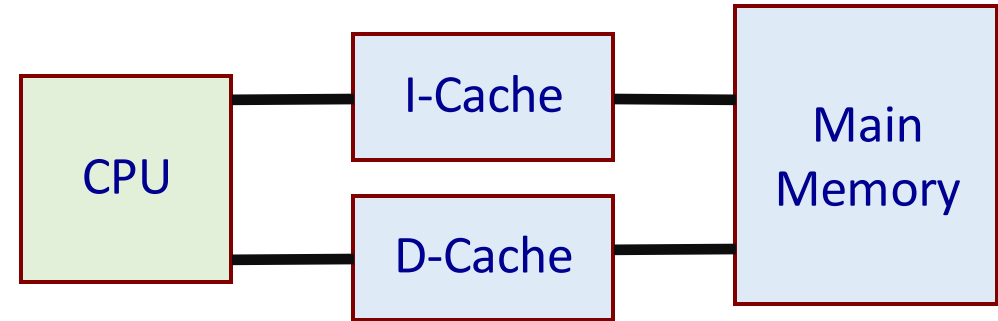 CPU
I-Cache
D-Cache
Main
Memory